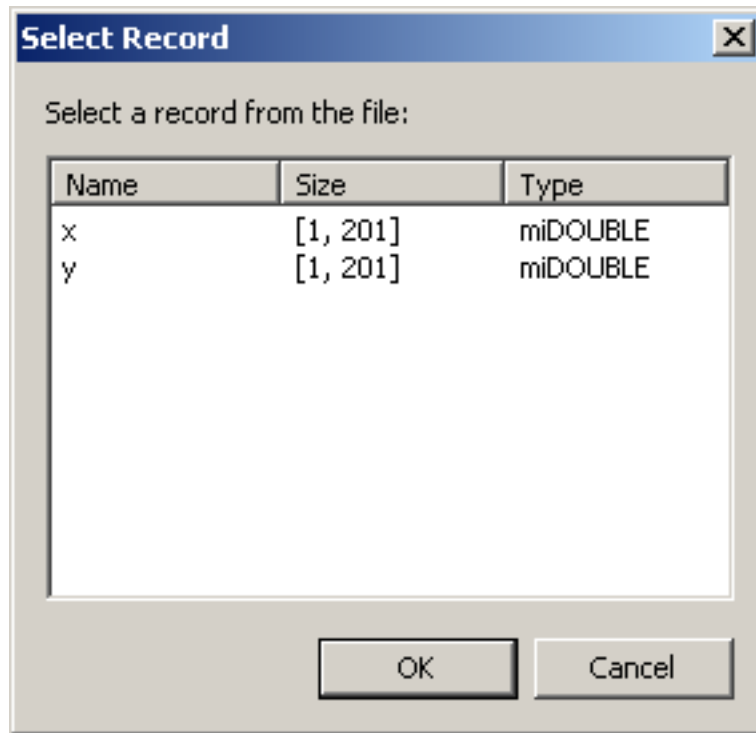 Select Record
Select a record from the file:
Name Size Type
x [1, 201] miDOUBLE
y [1, 201] miDOUBLE
OK Cancel